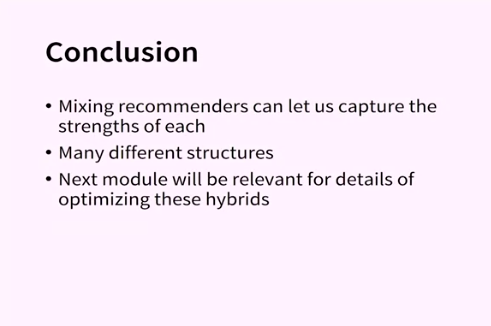 Conclusion
• Mixing recommenders can let us capture the
strengths of each
• Many different structures
• Next module will be relevant for details of
optimizing these hybrids